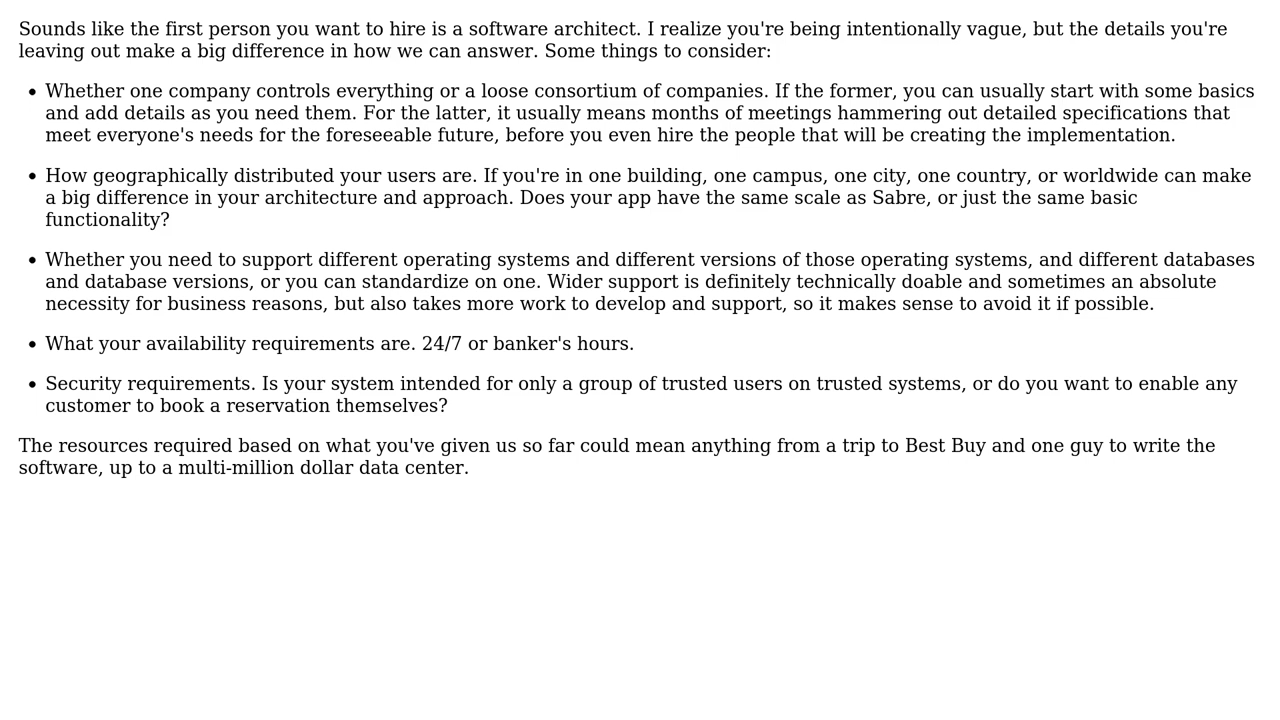 Sounds like the first person you want to hire is a software architect. I realize you're being intentionally vague, but the details you're
leaving out make a big difference in how we can answer. Some things to consider:
• Whether one company controls everything or a loose consortium of companies. If the former, you can usually start with some basics
and add details as you need them. For the latter, it usually means months of meetings hammering out detailed specifications that
meet everyone's needs for the foreseeable future, before you even hire the people that will be creating the implementation.
• How geographically distributed your users are. If you're in one building, one campus, one city, one country, or worldwide can make
a big difference in your architecture and approach. Does your app have the same scale as Sabre, or just the same basic
functionality?
• Whether you need to support different operating systems and different versions of those operating systems, and different databases
and database versions, or you can standardize on one. Wider support is definitely technically doable and sometimes an absolute
necessity for business reasons, but also takes more work to develop and support, so it makes sense to avoid it if possible.
• What your availability requirements are. 24/7 or banker's hours.
• Security requirements. Is your system intended for only a group of trusted users on trusted systems, or do you want to enable any
customer to book a reservation themselves?
The resources required based on what you've given us so far could mean anything from a trip to Best Buy and one guy to write the
software, up to a multi-million dollar data center.